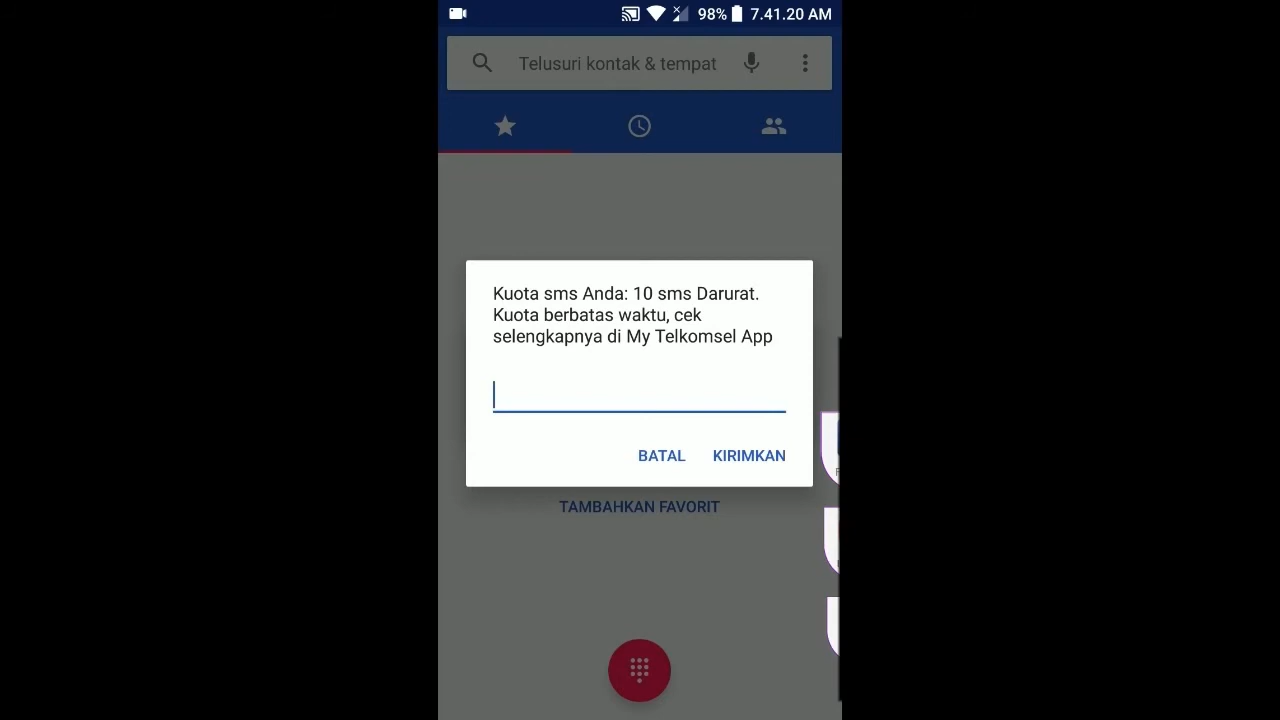 98% 7.41.20 AM
Telusuri kontak & tempat
Kuota sms Anda: 10 sms Darurat.
Kuota berbatas waktu, cek
selengkapnya di My Telkomsel App
BATAL KIRIMKAN
TAMBAHKAN FAVORIT